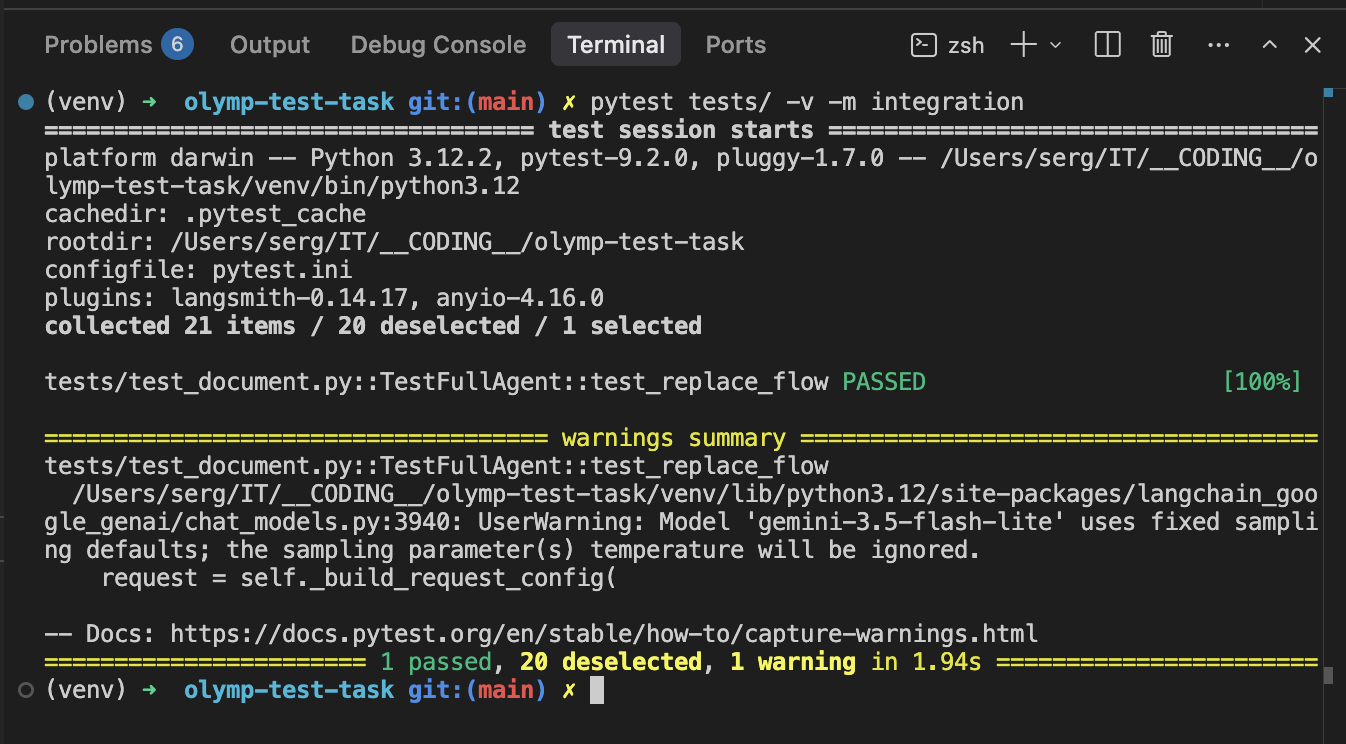 Problems 6 Output Debug Console Terminal Ports zsh
(venv) ➜ olymp-test-task git:(main) ✗ pytest tests/ -v -m integration
=================================== test session starts ===================================
platform darwin -- Python 3.12.2, pytest-9.2.0, pluggy-1.7.0 -- /Users/serg/IT/__CODING__/o
lymp-test-task/venv/bin/python3.12
cachedir: .pytest_cache
rootdir: /Users/serg/IT/__CODING__/olymp-test-task
configfile: pytest.ini
plugins: langsmith-0.14.17, anyio-4.16.0
collected 21 items / 20 deselected / 1 selected
tests/test_document.py::TestFullAgent::test_replace_flow PASSED [100%]
==================================== warnings summary =====================================
tests/test_document.py::TestFullAgent::test_replace_flow
/Users/serg/IT/__CODING__/olymp-test-task/venv/lib/python3.12/site-packages/langchain_goo
gle_genai/chat_models.py:3940: UserWarning: Model 'gemini-3.5-flash-lite' uses fixed sampli
ng defaults; the sampling parameter(s) temperature will be ignored.
request = self._build_request_config(
-- Docs: https://docs.pytest.org/en/stable/how-to/capture-warnings.html
======================= 1 passed, 20 deselected, 1 warning in 1.94s =======================
(venv) ➜ olymp-test-task git:(main) ✗